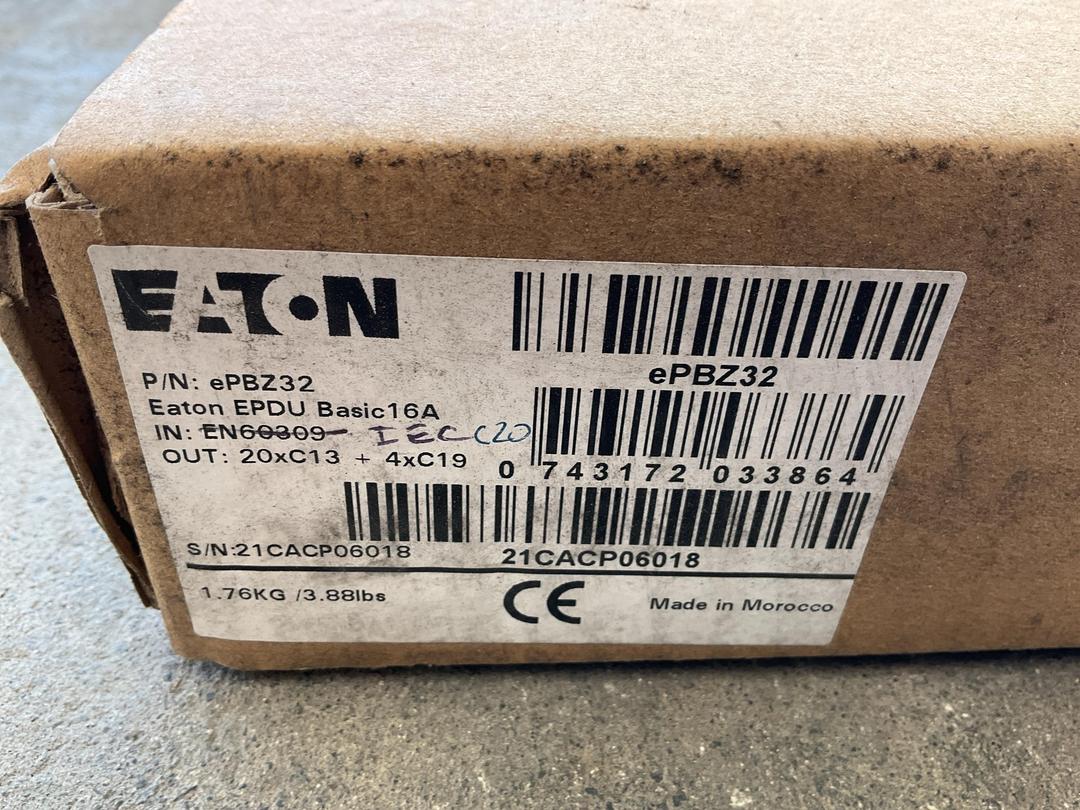 EATON
ePBZ32
P/N: ePBZ32
Eaton EPDU Basic16A
IN: EN60309 IEC C20
OUT: 20xC13 + 4xC19
0 743172 033864
S/N:21CACP06018
21CACP06018
1.76KG /3.88lbs
CE
Made in Morocco